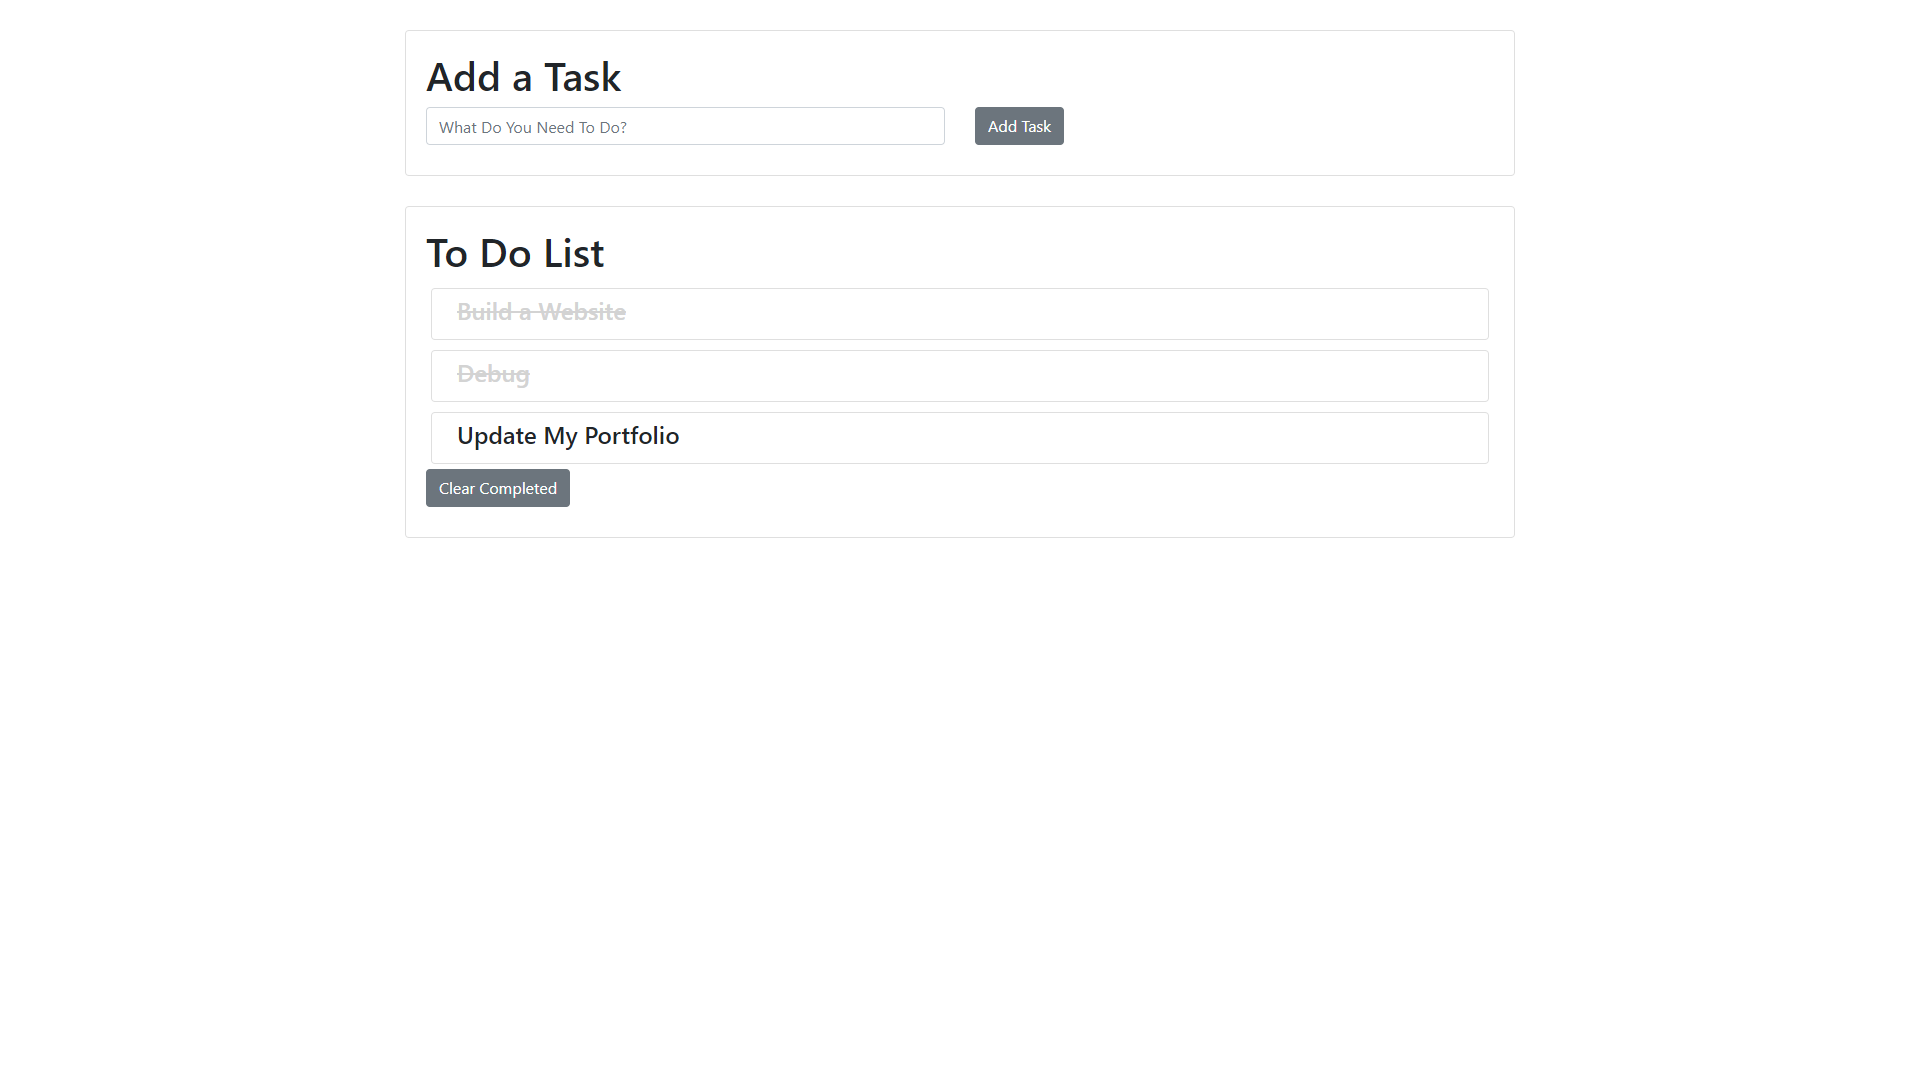 Add a Task
What Do You Need To Do?
Add Task
To Do List
Build a Website
Debug
Update My Portfolio
Clear Completed